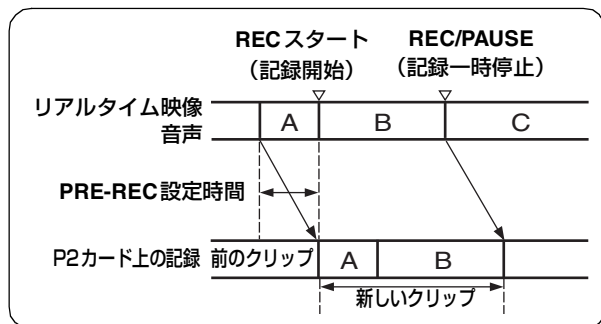 RECスタート
(記録開始)
REC/PAUSE
(記録一時停止)
リアルタイム映像
音声
A
B
C
PRE-REC設定時間
P2カード上の記録
前のクリップ
A
B
新しいクリップ